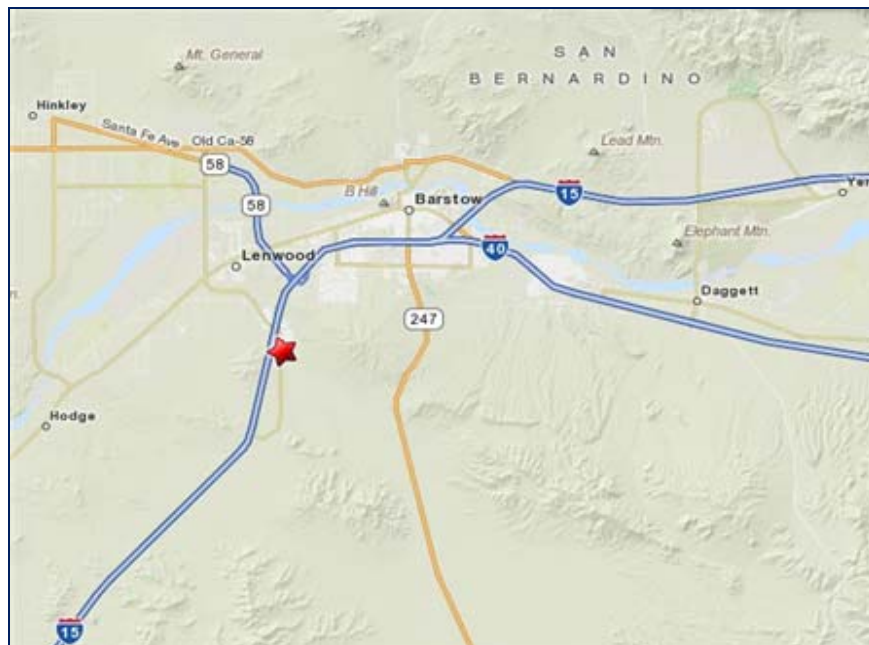 Mt. General
SAN
BERNARDINO
Hinkley
Santa Fe Ave
Old Ca-58
58
Lead Mtn.
58
B Hill
Barstow
15
Elephant Mtn.
40
Lenwood
Daggett
247
Hodge
15